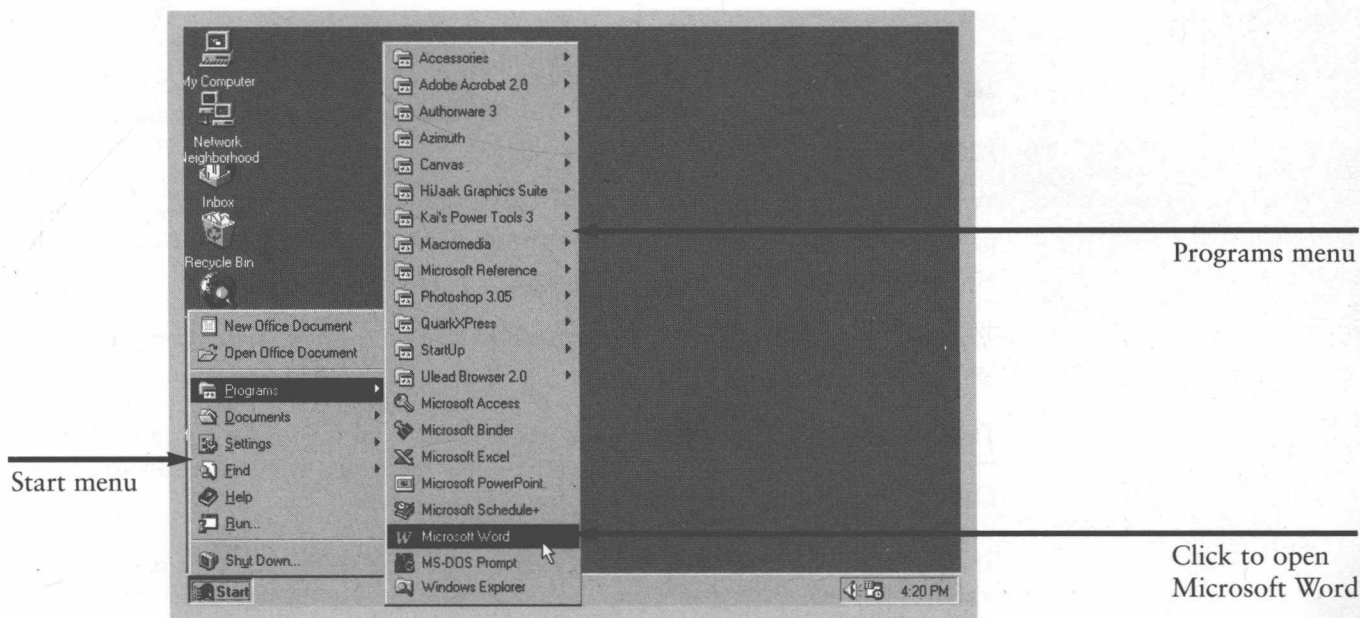 My Computer
Network
Neighborhood
Inbox
Recycle Bin
New Office Document
Open Office Document
Programs
Documents
Settings
Find
Help
Run...
Shut Down...
Start
Accessories
Adobe Acrobat 2.0
Authorware 3
Azimuth
Canvas
HiJaak Graphics Suite
Kai's Power Tools 3
Macromedia
Microsoft Reference
Photoshop 3.05
QuarkXPress
StartUp
Ulead Browser 2.0
Microsoft Access
Microsoft Binder
Microsoft Excel
Microsoft PowerPoint
Microsoft Schedule+
Microsoft Word
MS-DOS Prompt
Windows Explorer
4:20 PM
Start menu
Programs menu
Click to open
Microsoft Word